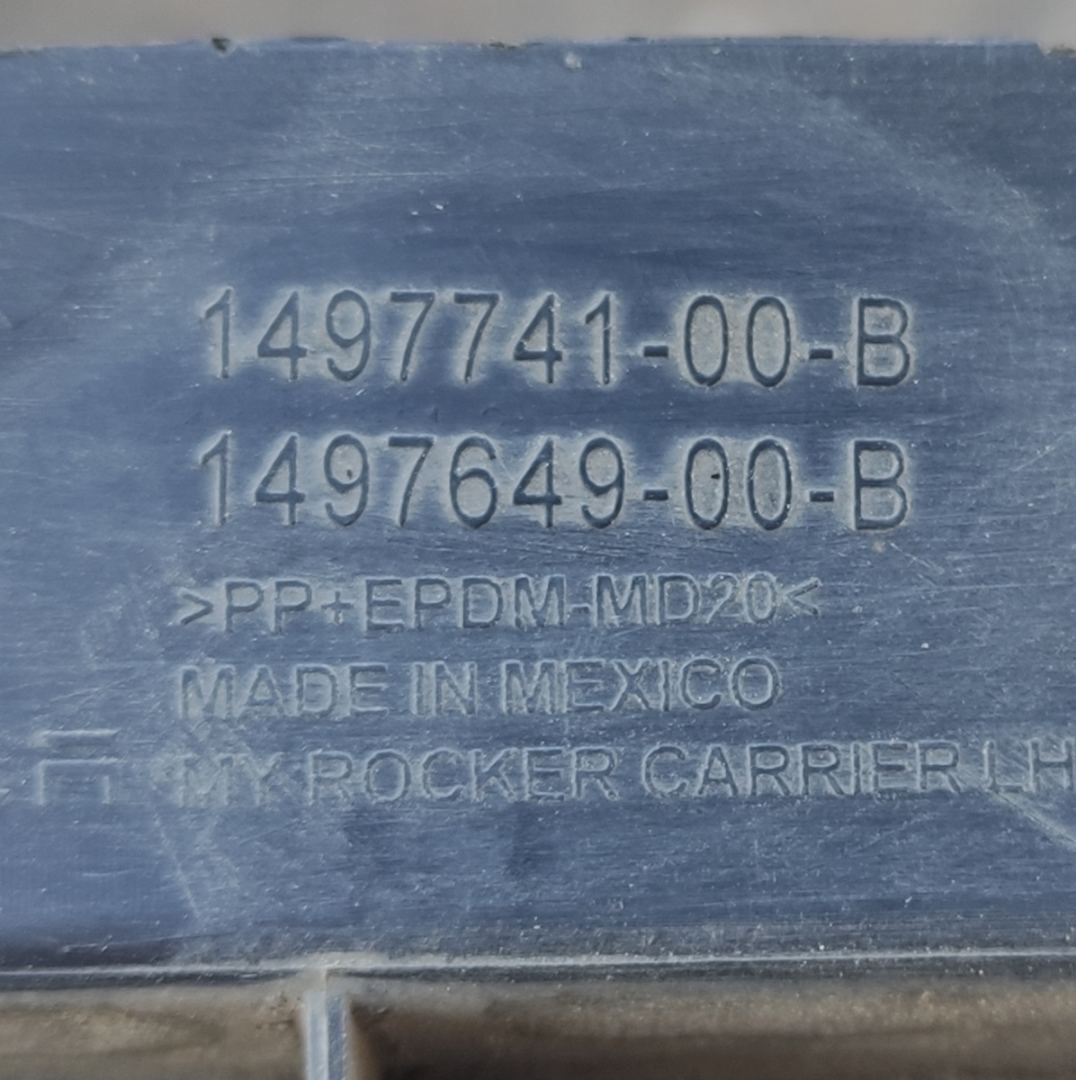 1497741-00-B
1497649-00-B
>PP+EPDM-MD20<
MADE IN MEXICO
MY ROCKER CARRIER LH